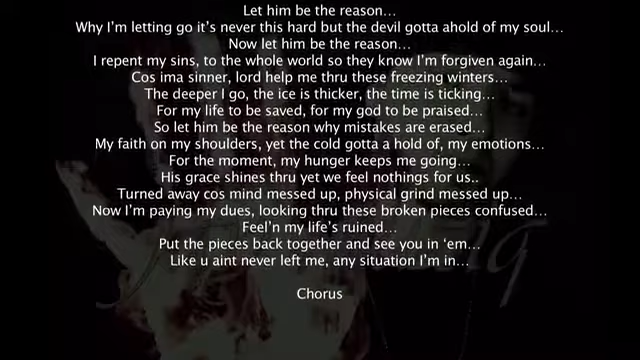 Let him be the reason…
Why I’m letting go it’s never this hard but the devil gotta ahold of my soul…
Now let him be the reason…
I repent my sins, to the whole world so they know I’m forgiven again…
Cos ima sinner, lord help me thru these freezing winters…
The deeper I go, the ice is thicker, the time is ticking…
For my life to be saved, for my god to be praised…
So let him be the reason why mistakes are erased…
My faith on my shoulders, yet the cold gotta a hold of, my emotions…
For the moment, my hunger keeps me going…
His grace shines thru yet we feel nothings for us..
Turned away cos mind messed up, physical grind messed up…
Now I’m paying my dues, looking thru these broken pieces confused…
Feel’n my life’s ruined…
Put the pieces back together and see you in ‘em…
Like u aint never left me, any situation I’m in…
Chorus